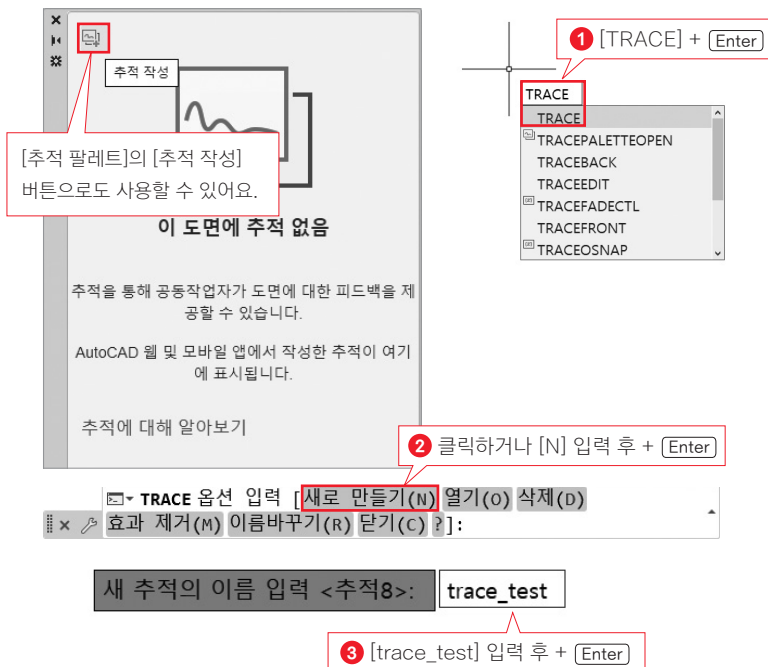 추적 작성
[추적 팔레트]의 [추적 작성]
버튼으로도 사용할 수 있어요.
이 도면에 추적 없음
추적을 통해 공동작업자가 도면에 대한 피드백을 제
공할 수 있습니다.
AutoCAD 웹 및 모바일 앱에서 작성한 추적이 여기
에 표시됩니다.
추적에 대해 알아보기
1 [TRACE] + Enter
TRACE
TRACE
TRACEPALETTEOPEN
TRACEBACK
TRACEEDIT
TRACEFADECTL
TRACEFRONT
TRACEOSNAP
2 클릭하거나 [N] 입력 후 + Enter
TRACE 옵션 입력 [새로 만들기(N) 열기(O) 삭제(D)
효과 제거(M) 이름바꾸기(R) 닫기(C) ?]:
새 추적의 이름 입력 <추적8>: trace_test
3 [trace_test] 입력 후 + Enter